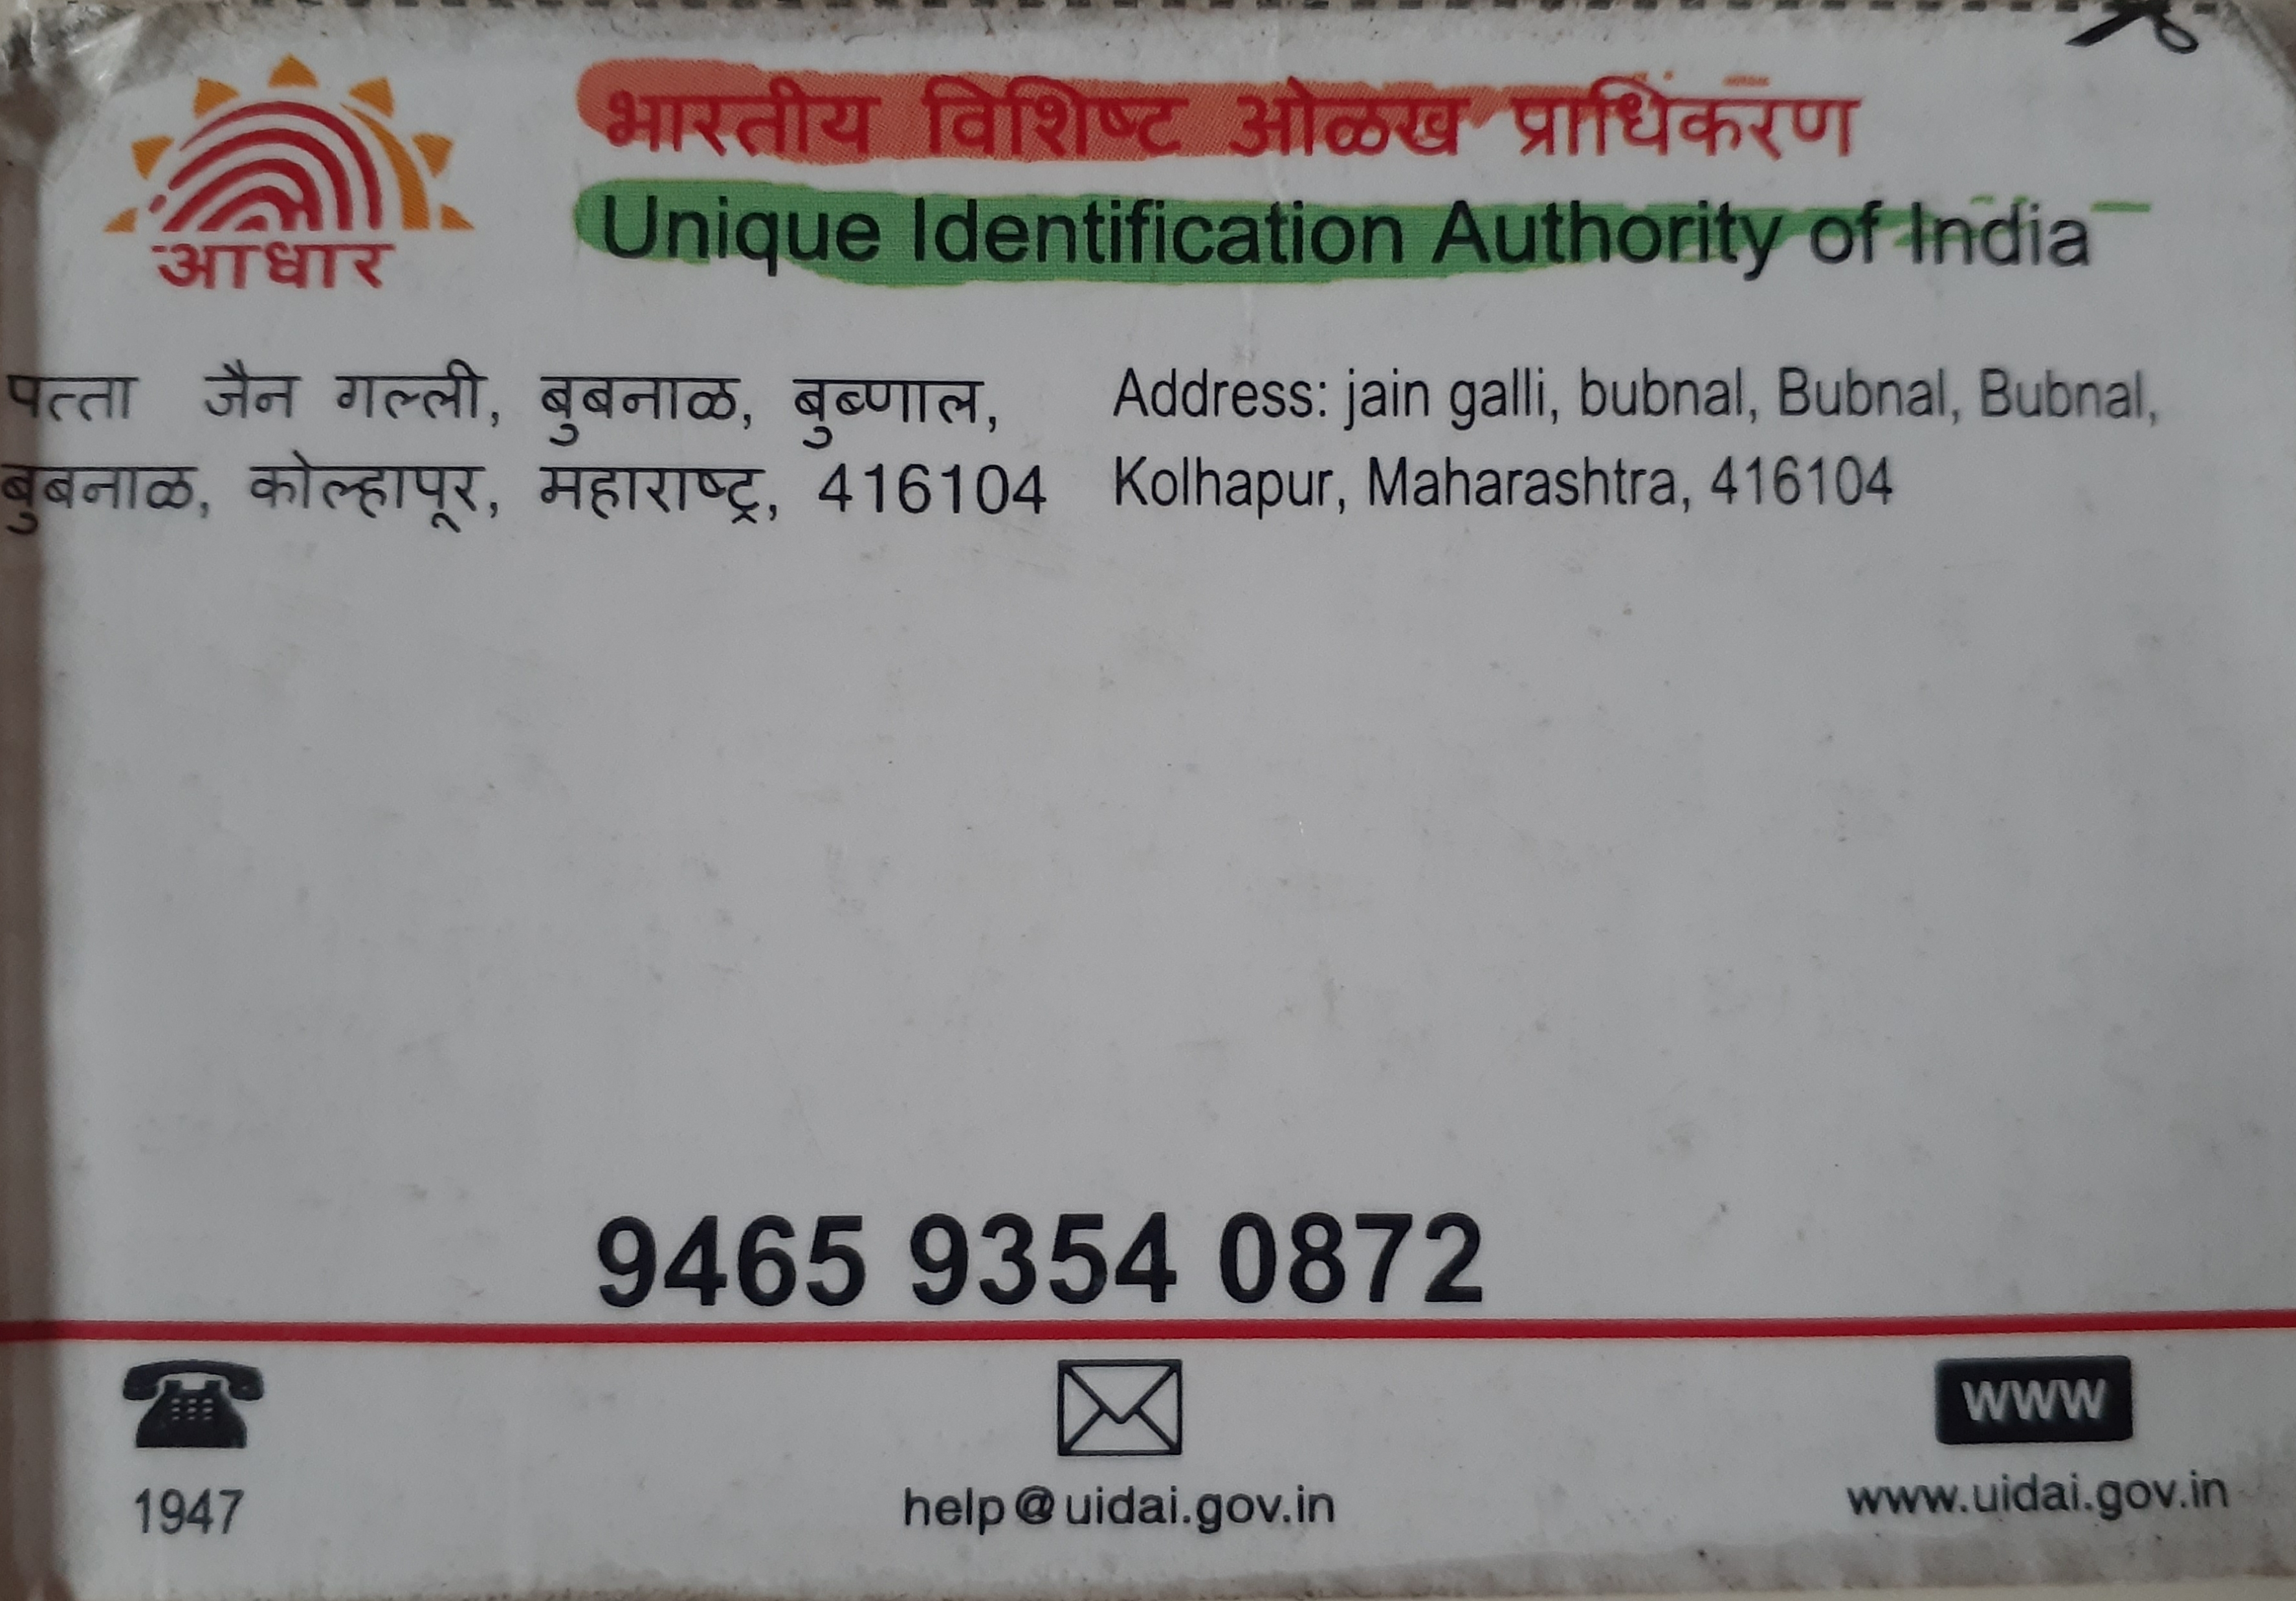 भारतीय विशिष्ट ओळख प्राधिकरण
Unique Identification Authority of India
आधार
पत्ता जैन गल्ली, बुबनाळ, बुब्णाल,
बुबनाळ, कोल्हापूर, महाराष्ट्र, 416104
Address: jain galli, bubnal, Bubnal, Bubnal,
Kolhapur, Maharashtra, 416104
9465 9354 0872
1947
help@uidai.gov.in
WWW
www.uidai.gov.in